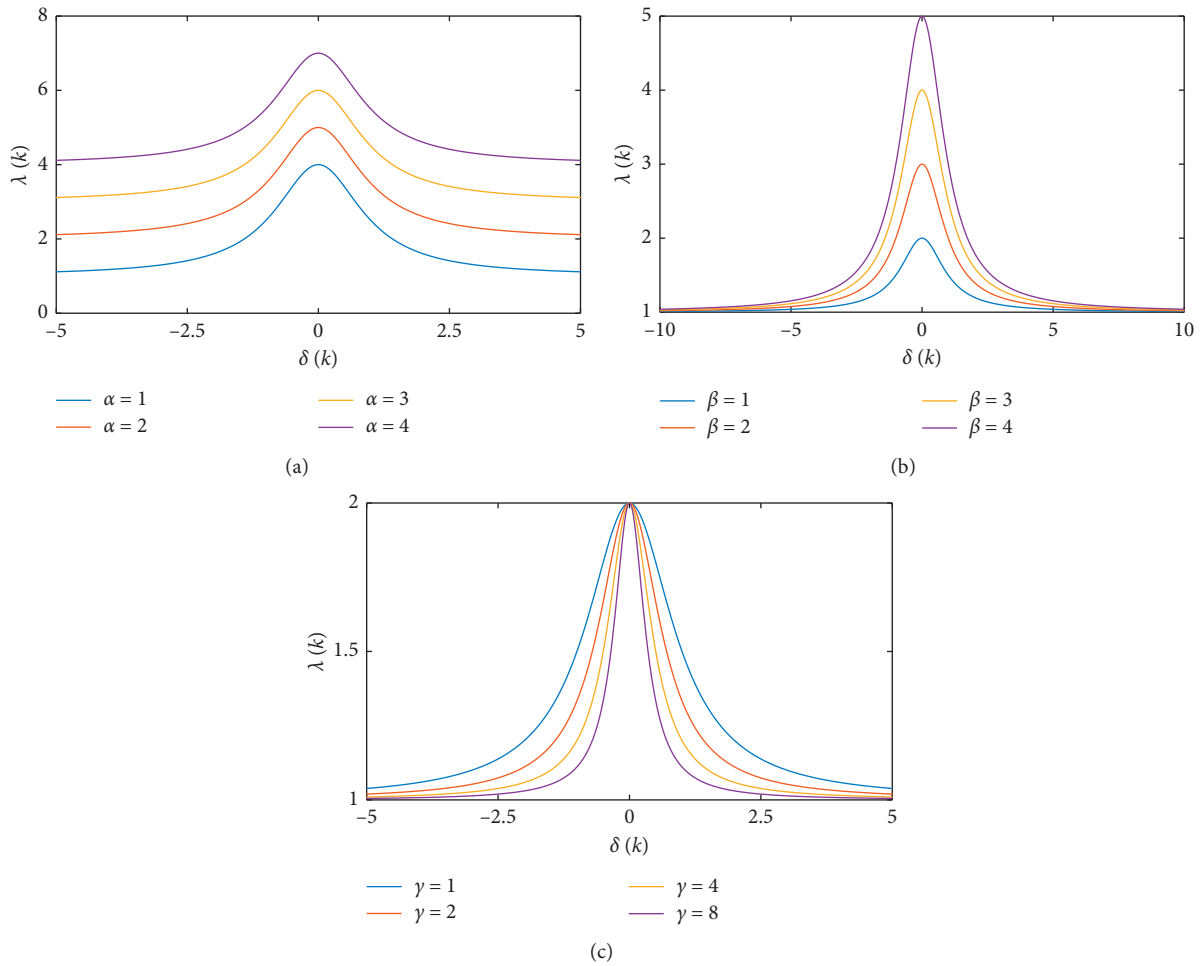 8
6
4
2
0
λ (k)
−5
−2.5
0
2.5
5
δ (k)
α = 1
α = 3
α = 2
α = 4
(a)
5
4
3
2
1
λ (k)
−10
−5
0
5
10
δ (k)
β = 1
β = 3
β = 2
β = 4
(b)
2
1.5
1
λ (k)
−5
−2.5
0
2.5
5
δ (k)
γ = 1
γ = 4
γ = 2
γ = 8
(c)